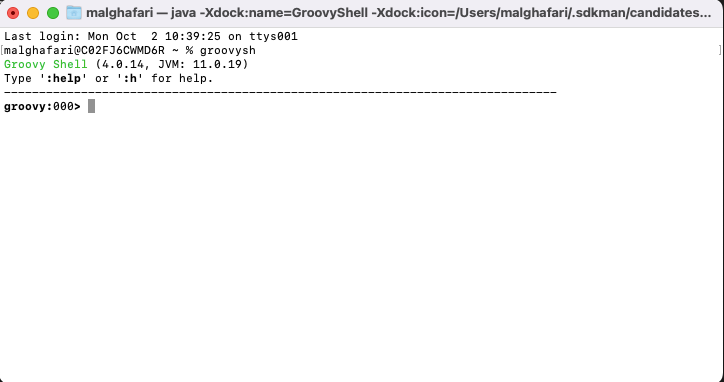 malghafari — java -Xdock:name=GroovyShell -Xdock:icon=/Users/malghafari/.sdkman/candidates...
Last login: Mon Oct  2 10:39:25 on ttys001
[malghafari@C02FJ6CWMD6R ~ % groovysh ]
Groovy Shell (4.0.14, JVM: 11.0.19)
Type ':help' or ':h' for help.
-------------------------------------------------------------------------------
groovy:000>